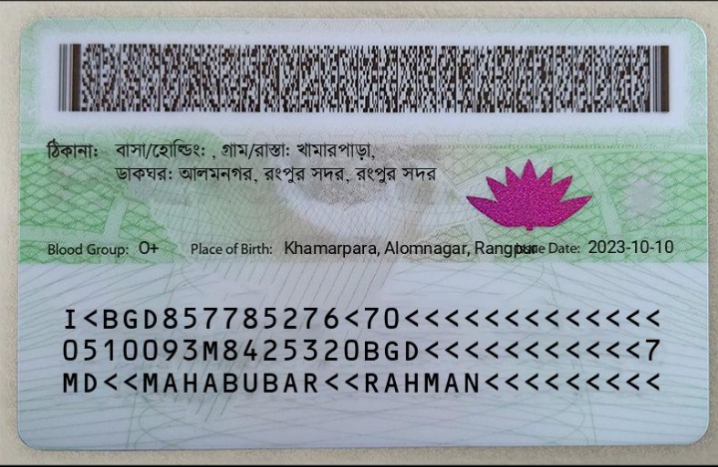 ঠিকানা: বাসা/হোল্ডিং: , গ্রাম/রাস্তা: খামারপাড়া,
ডাকঘর: আলমনগর, রংপুর সদর, রংপুর সদর
Blood Group: O+ Place of Birth: Khamarpara, Alomnagar, Rangpur Issue Date: 2023-10-10
I<BGD857785276<70<<<<<<<<<<<<<
0510093M8425320BGD<<<<<<<<<<<7
MD<<MAHABUBAR<<RAHMAN<<<<<<<<<